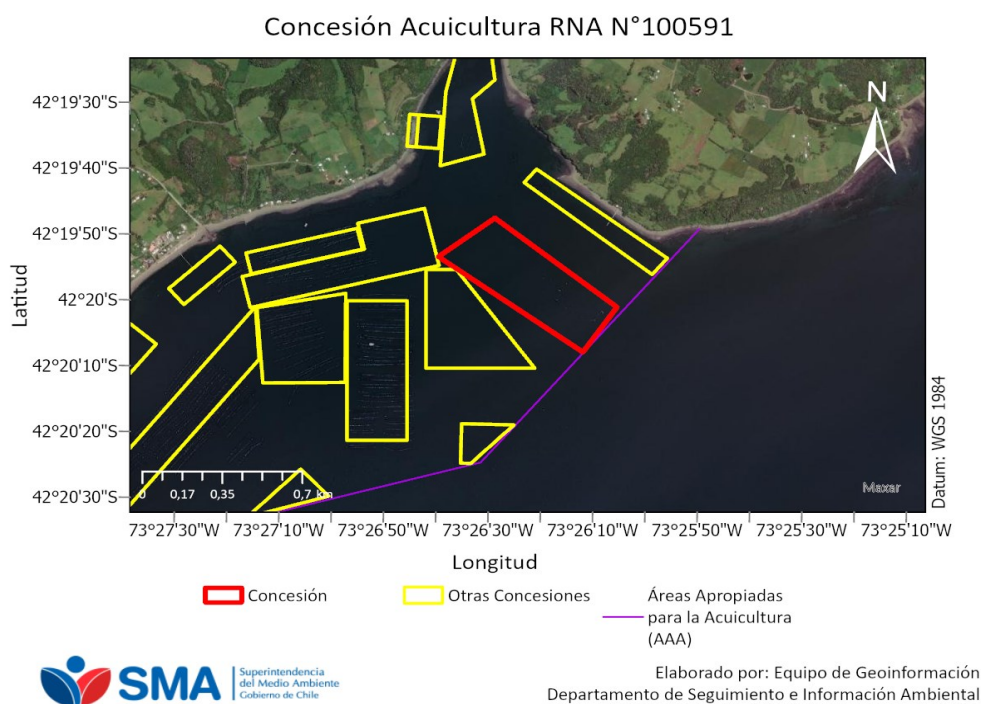 Concesión Acuicultura RNA N°100591
N
42°19'30"S
42°19'40"S
42°19'50"S
42°20'S
42°20'10"S
42°20'20"S
42°20'30"S
Latitud
0 0,17 0,35 0,7 km
Maxar
Datum: WGS 1984
73°27'30"W 73°27'10"W 73°26'50"W 73°26'30"W 73°26'10"W 73°25'50"W 73°25'30"W 73°25'10"W
Longitud
Concesión
Otras Concesiones
Áreas Apropiadas
para la Acuicultura
(AAA)
SMA
Superintendencia
del Medio Ambiente
Gobierno de Chile
Elaborado por: Equipo de Geoinformación
Departamento de Seguimiento e Información Ambiental